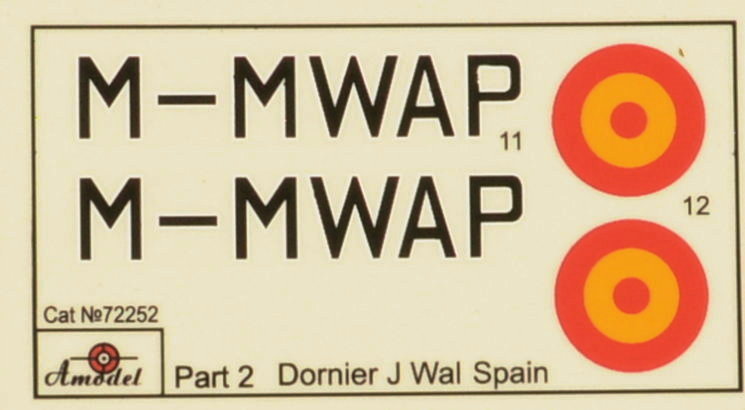 M-MWAP
11
M-MWAP
12
Cat №72252
Amodel
Part 2 Dornier J Wal Spain